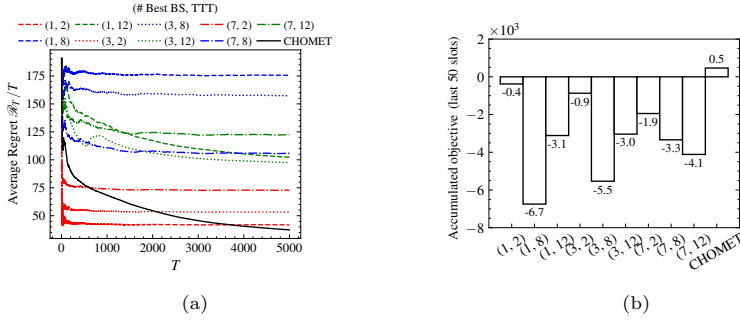 (# Best BS, TTT)
(1, 2) (1, 12) (3, 8) (7, 2) (7, 12)
(1, 8) (3, 2) (3, 12) (7, 8) CHOMET
175
150
125
100
75
50
Average Regret ℛ_T/T
0 1000 2000 3000 4000 5000
T
(a)
×10³
2
0
−2
−4
−6
−8
Accumulated objective (last 50 slots)
0.5
-0.4
-0.9
-1.9
-3.1
-3.0
-3.3
-4.1
-5.5
-6.7
(1, 2) (1, 8) (1, 12) (3, 2) (3, 8) (3, 12) (7, 2) (7, 8) (7, 12) CHOMET
(b)